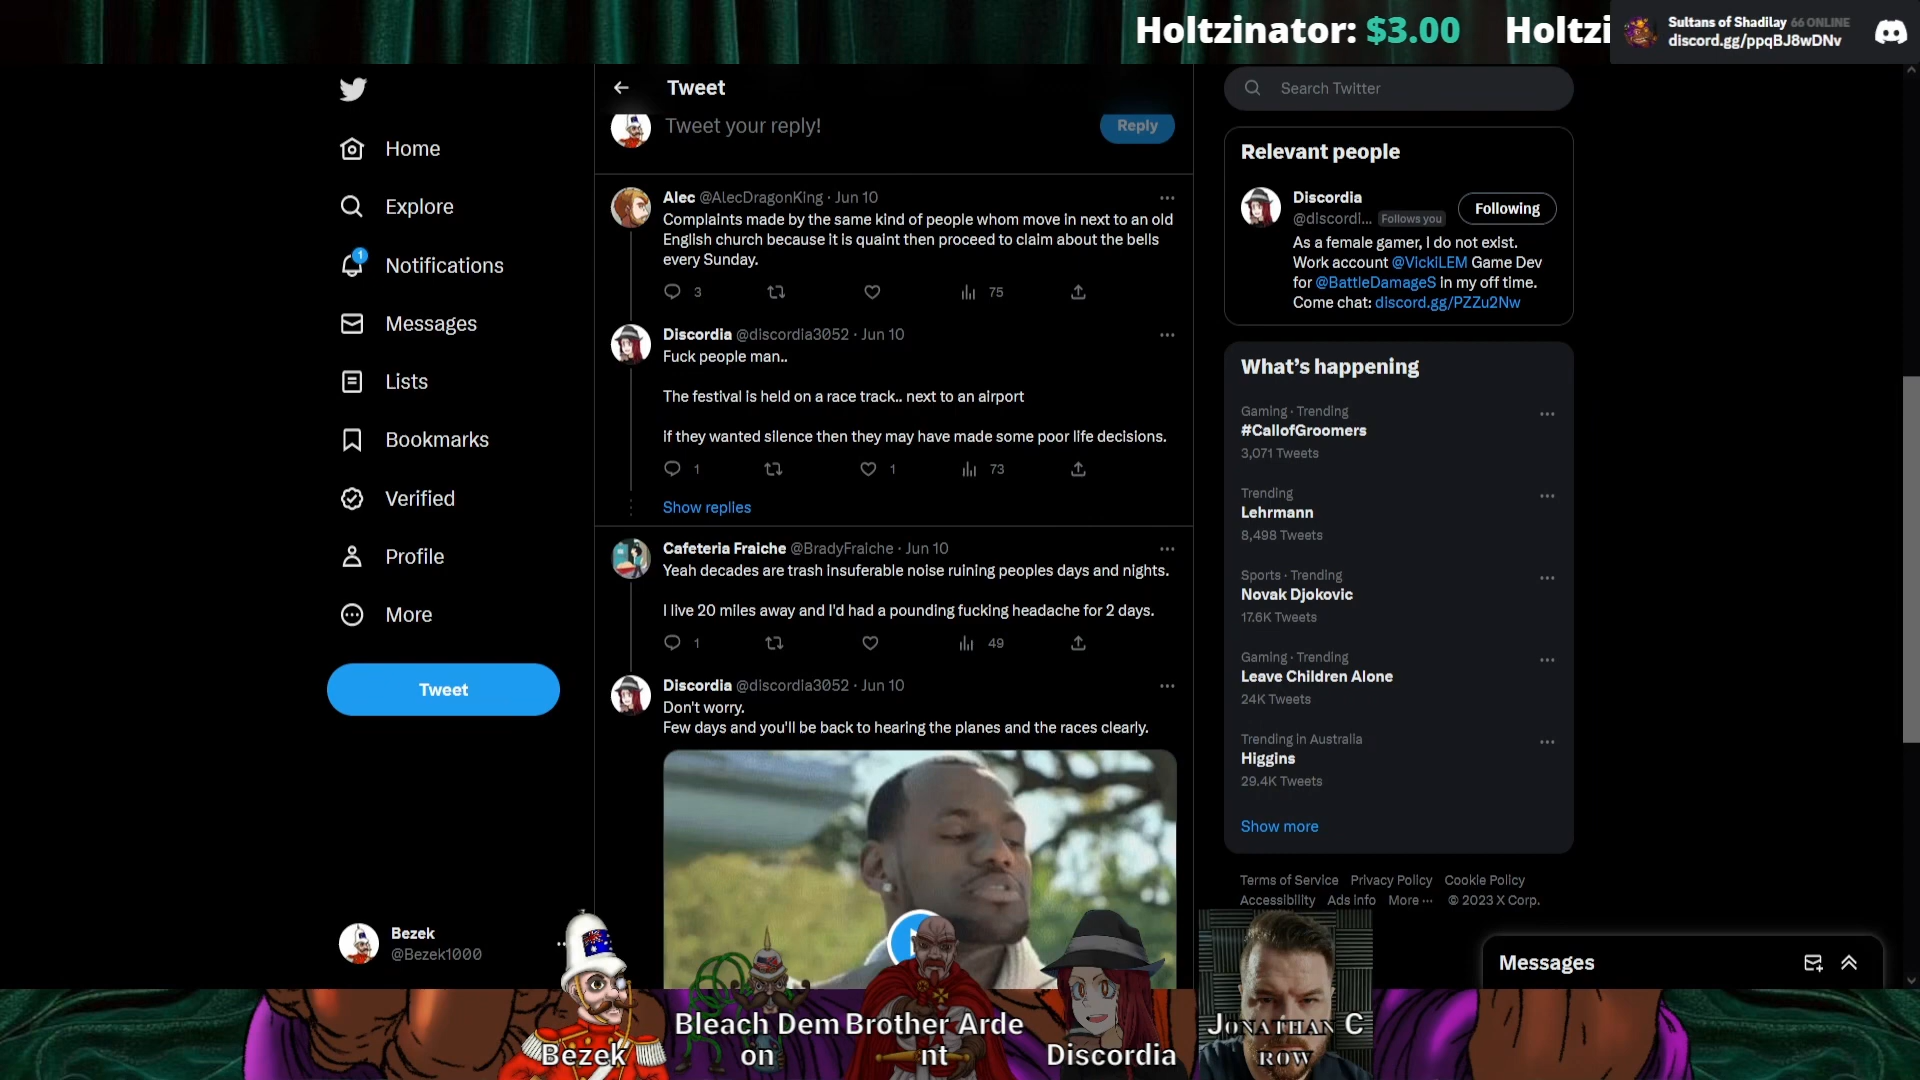 Holtzinator: $3.00 Holtzi
Sultans of Shadilay 66 ONLINE
discord.gg/ppqBJ8wDNv
Home
Explore
1
Notifications
Messages
Lists
Bookmarks
Verified
Profile
More
Tweet
Bezek
@Bezek1000
Tweet
Tweet your reply!
Reply
Alec @AlecDragonKing · Jun 10
Complaints made by the same kind of people whom move in next to an old
English church because it is quaint then proceed to claim about the bells
every Sunday.
3 75
Discordia @discordia3052 · Jun 10
Fuck people man..
The festival is held on a race track.. next to an airport
if they wanted silence then they may have made some poor life decisions.
1 1 73
Show replies
Cafeteria Fraiche @BradyFraiche · Jun 10
Yeah decades are trash insuferable noise ruining peoples days and nights.
I live 20 miles away and I'd had a pounding fucking headache for 2 days.
1 49
Discordia @discordia3052 · Jun 10
Don't worry.
Few days and you'll be back to hearing the planes and the races clearly.
Search Twitter
Relevant people
Discordia
@discordi... Follows you
Following
As a female gamer, I do not exist.
Work account @VickiLEM Game Dev
for @BattleDamageS in my off time.
Come chat: discord.gg/PZZu2Nw
What's happening
Gaming · Trending
#CallofGroomers
3,071 Tweets
Trending
Lehrmann
8,498 Tweets
Sports · Trending
Novak Djokovic
17.6K Tweets
Gaming · Trending
Leave Children Alone
24K Tweets
Trending in Australia
Higgins
29.4K Tweets
Show more
Terms of Service Privacy Policy Cookie Policy
Accessibility Ads info More ··· © 2023 X Corp.
Messages
Bezek
Bleach Dem
on
Brother Arde
nt
Discordia
Jonathan C
row